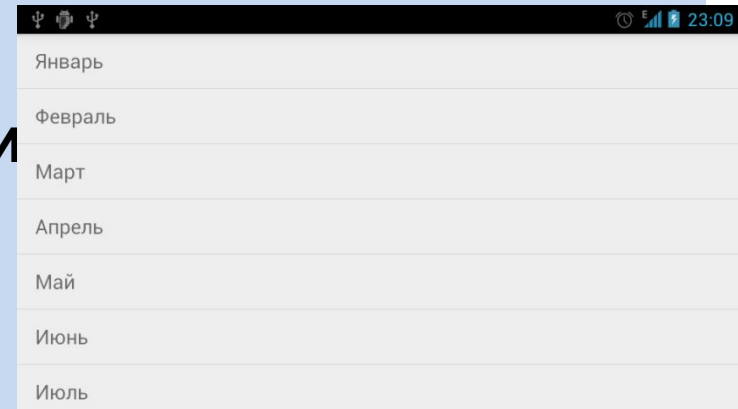 E 23:09
Январь
Февраль
и
Март
Апрель
Май
Июнь
Июль